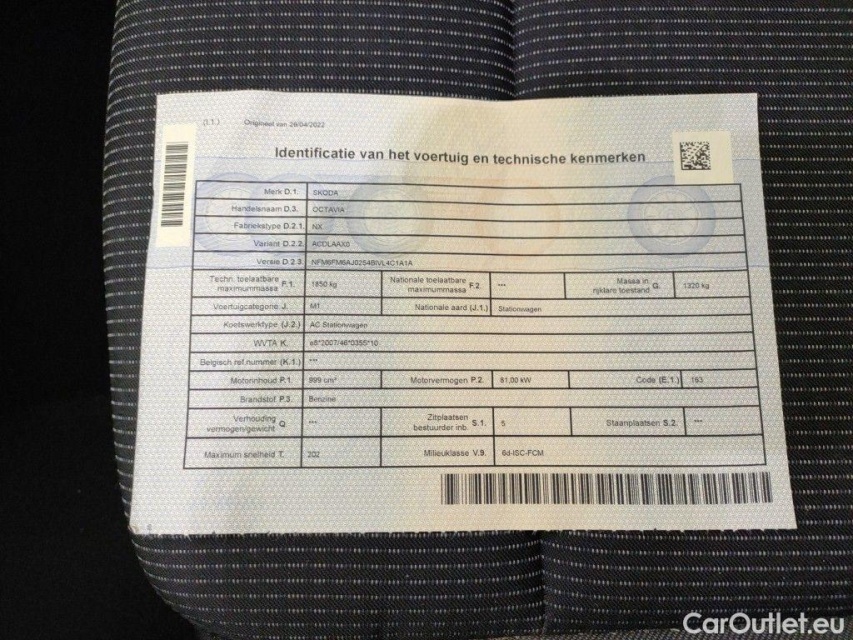 (I.1.) Origineel van 26/04/2022
Identificatie van het voertuig en technische kenmerken
Merk D.1. SKODA
Handelsnaam D.3. OCTAVIA
Fabriekstype D.2.1. NX
Variant D.2.2. ACDLAAX0
Versie D.2.3. NFM6FM6AJ0254BIVL4C1A1A
Techn. toelaatbare maximummassa F.1. 1850 kg Nationale toelaatbare maximummassa F.2. --- Massa in rijklare toestand G. 1320 kg
Voertuigcategorie J. M1 Nationale aard (J.1.) Stationwagen
Koetswerktype (J.2.) AC Stationwagen
WVTA K. e8*2007/46*0355*10
Belgisch ref.nummer (K.1.) ---
Motorinhoud P.1. 999 cm³ Motorvermogen P.2. 81,00 kW Code (E.1.) 163
Brandstof P.3. Benzine
Verhouding vermogen/gewicht Q. --- Zitplaatsen bestuurder inb. S.1. 5 Staanplaatsen S.2. ---
Maximum snelheid T. 202 Milieuklasse V.9. 6d-ISC-FCM
CarOutlet.eu